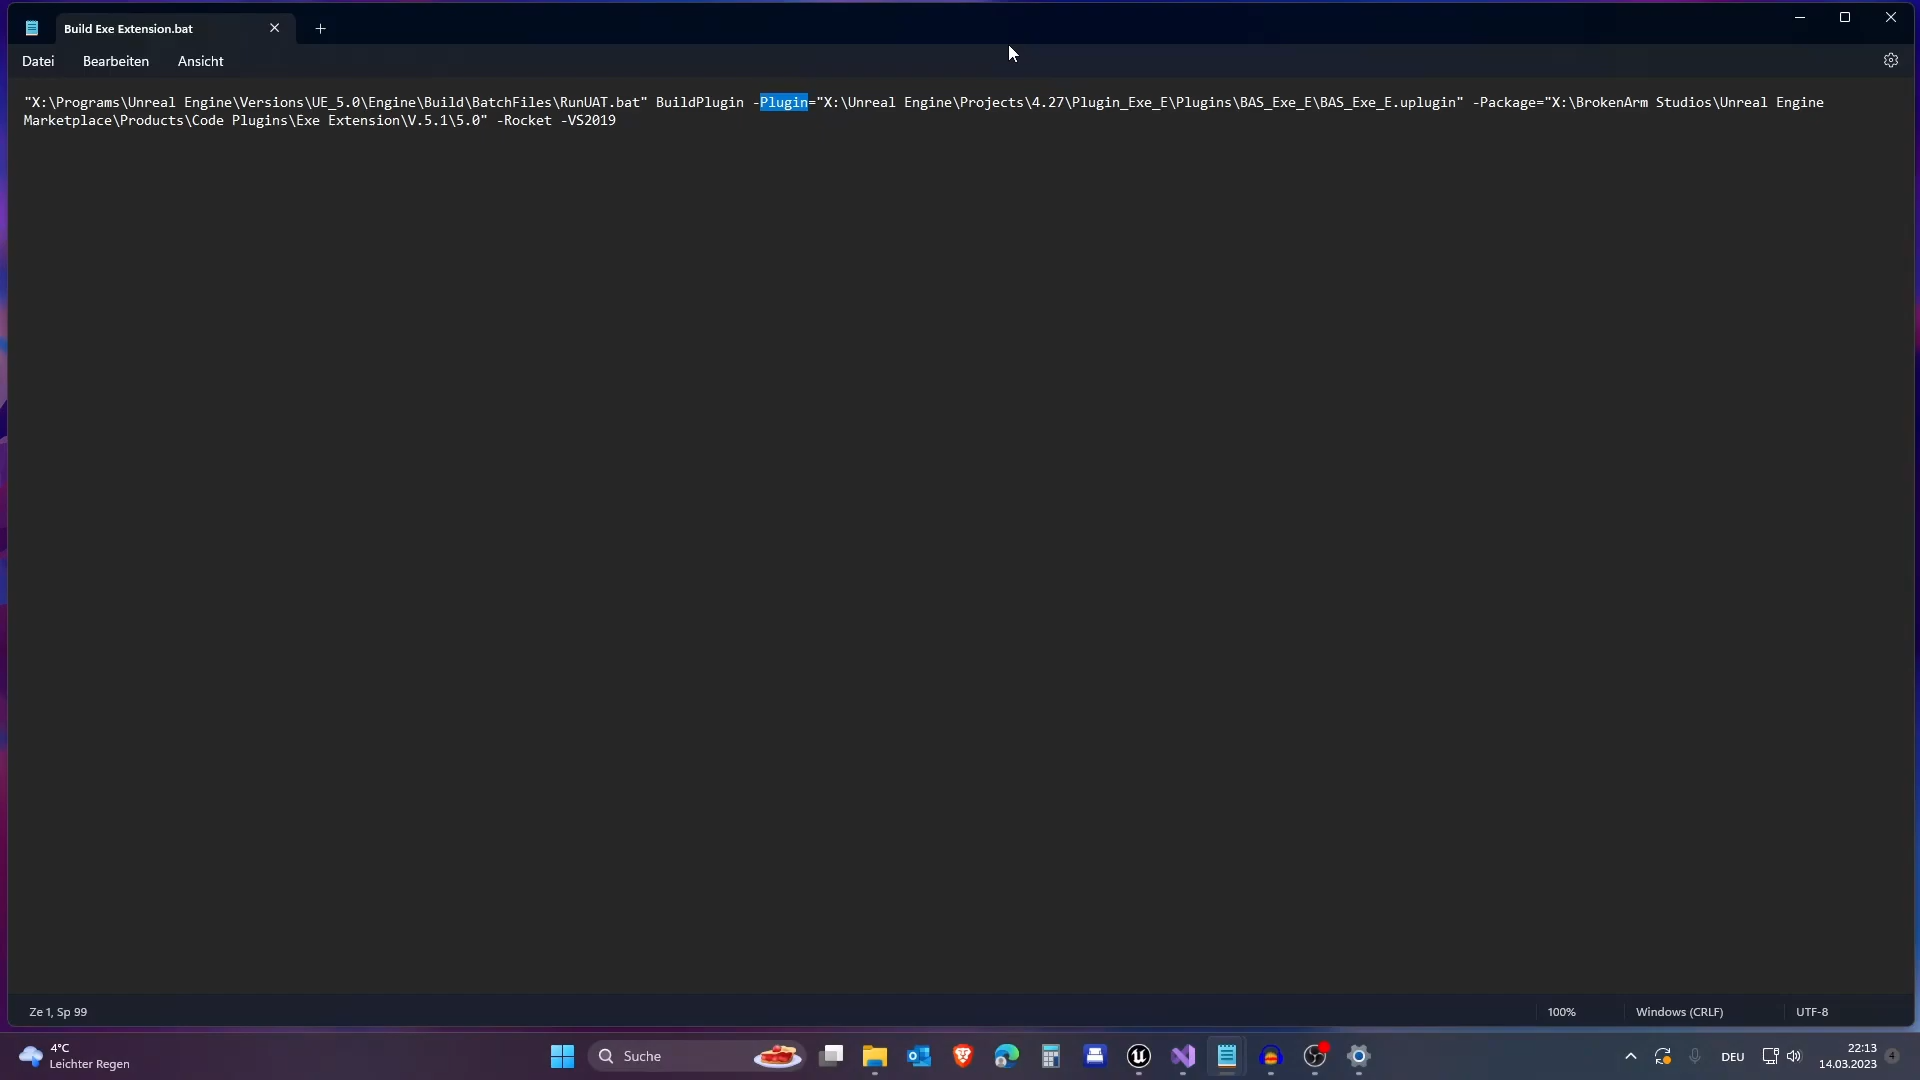 Build Exe Extension.bat
Datei Bearbeiten Ansicht
"X:\Programs\Unreal Engine\Versions\UE_5.0\Engine\Build\BatchFiles\RunUAT.bat" BuildPlugin -Plugin="X:\Unreal Engine\Projects\4.27\Plugin_Exe_E\Plugins\BAS_Exe_E\BAS_Exe_E.uplugin" -Package="X:\BrokenArm Studios\Unreal Engine
Marketplace\Products\Code Plugins\Exe Extension\V.5.1\5.0" -Rocket -VS2019
Ze 1, Sp 99 100% Windows (CRLF) UTF-8
4°C
Leichter Regen
Suche
DEU
22:13
14.03.2023
4